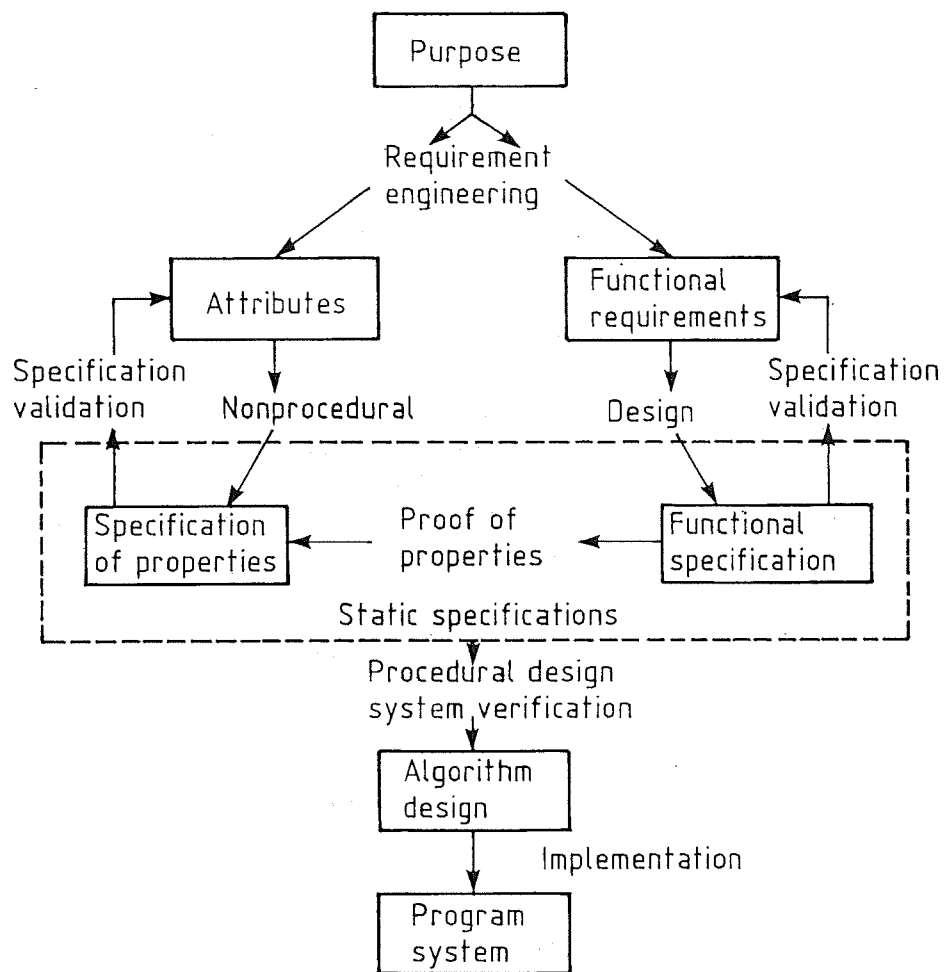 Purpose
Requirement
engineering
Attributes
Functional
requirements
Specification
validation
Specification
validation
Nonprocedural
Design
Specification
of properties
Proof of
properties
Functional
specification
Static specifications
Procedural design
system verification
Algorithm
design
Implementation
Program
system